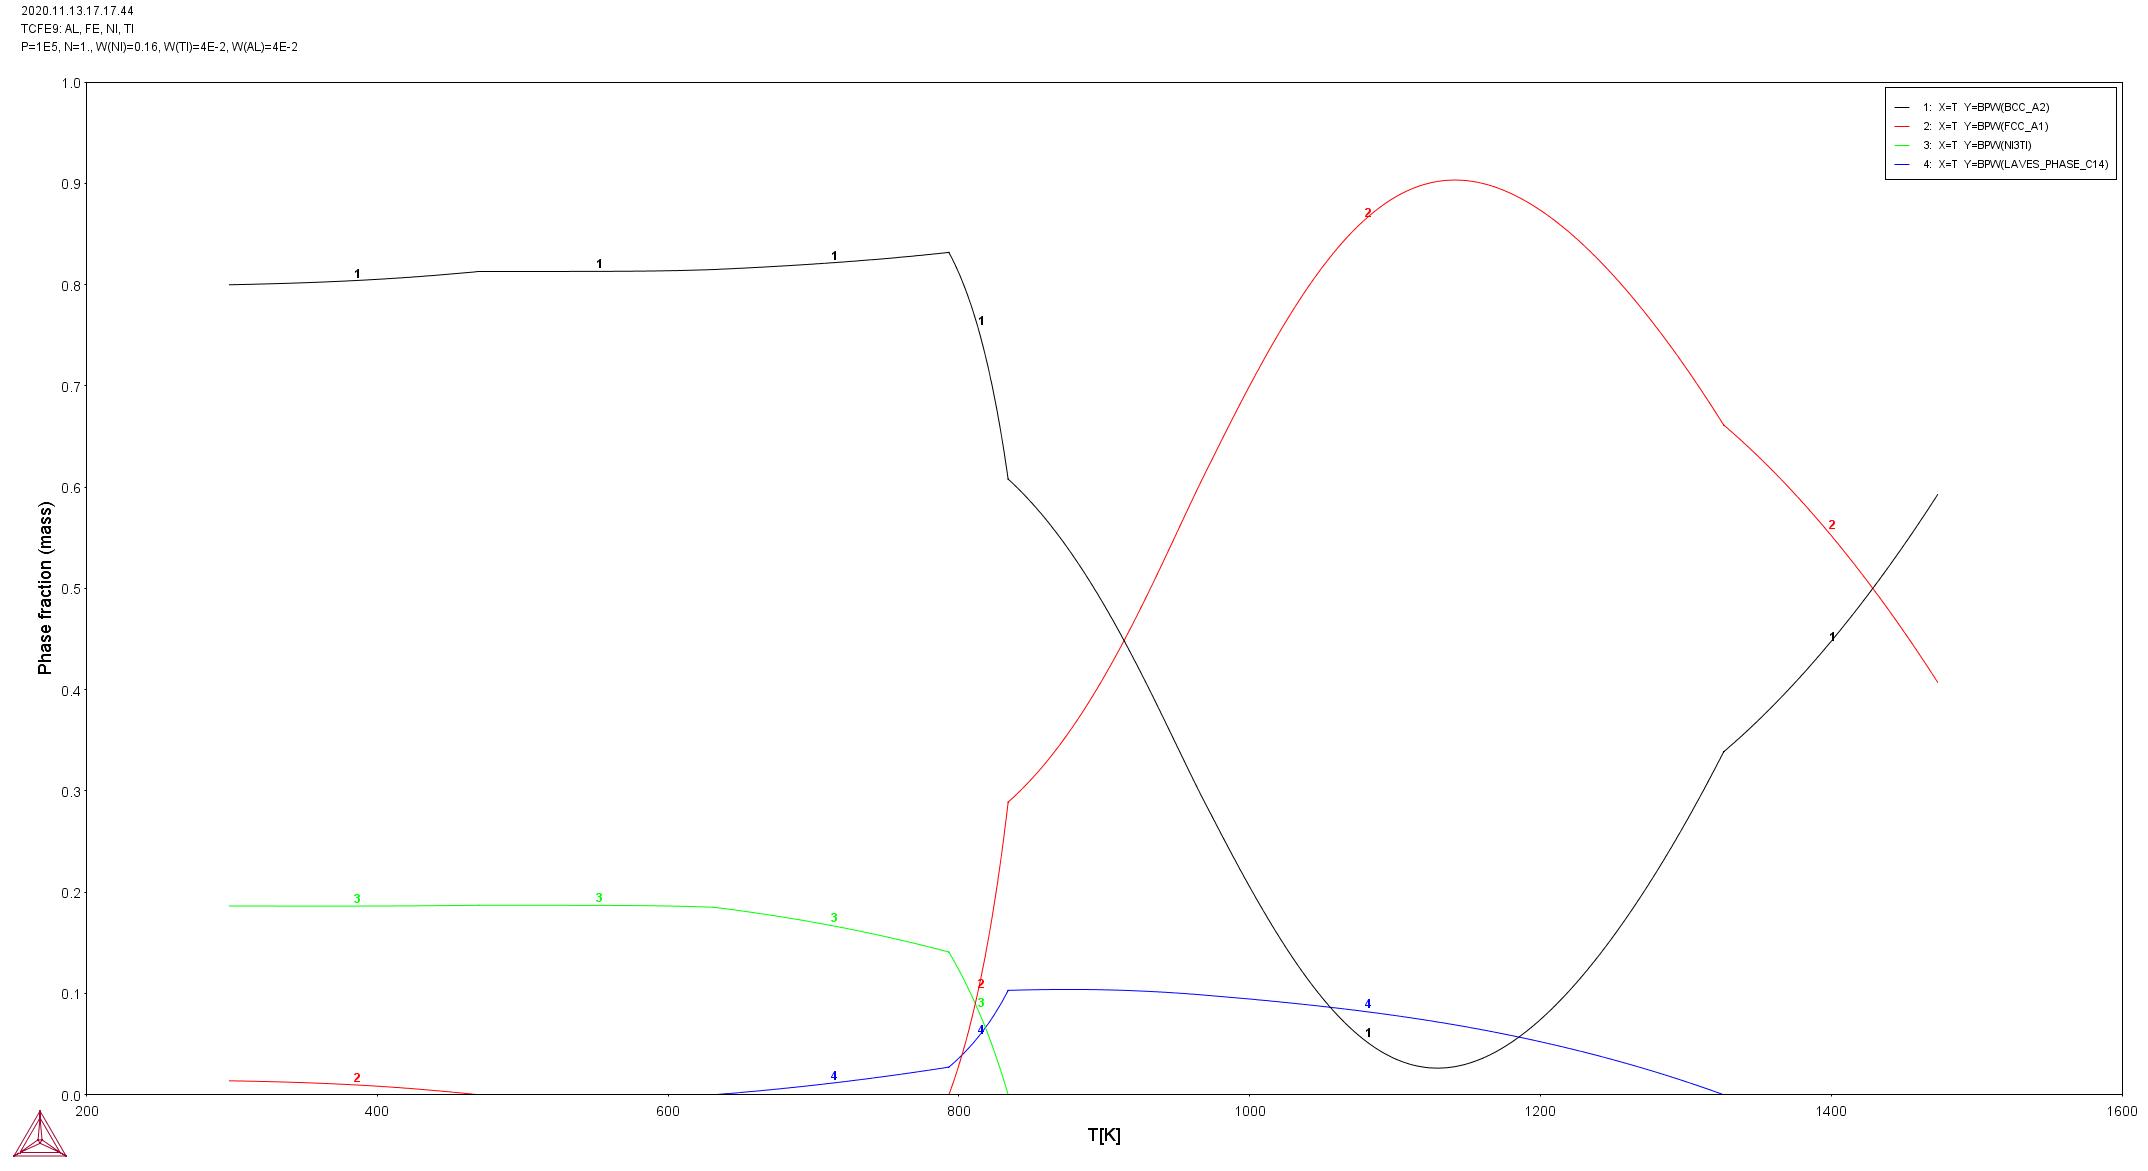 2020.11.13.17.17.44
TCFE9: AL, FE, NI, TI
P=1E5, N=1., W(NI)=0.16, W(TI)=4E-2, W(AL)=4E-2
1: X=T Y=BPW(BCC_A2)
2: X=T Y=BPW(FCC_A1)
3: X=T Y=BPW(NI3TI)
4: X=T Y=BPW(LAVES_PHASE_C14)
Phase fraction (mass)
1.0
0.9
0.8
0.7
0.6
0.5
0.4
0.3
0.2
0.1
0.0
1 1 1 1 1
2 2 2 2
3 3 3 3
4 4 4
200 400 600 800 1000 1200 1400 1600
T[K]